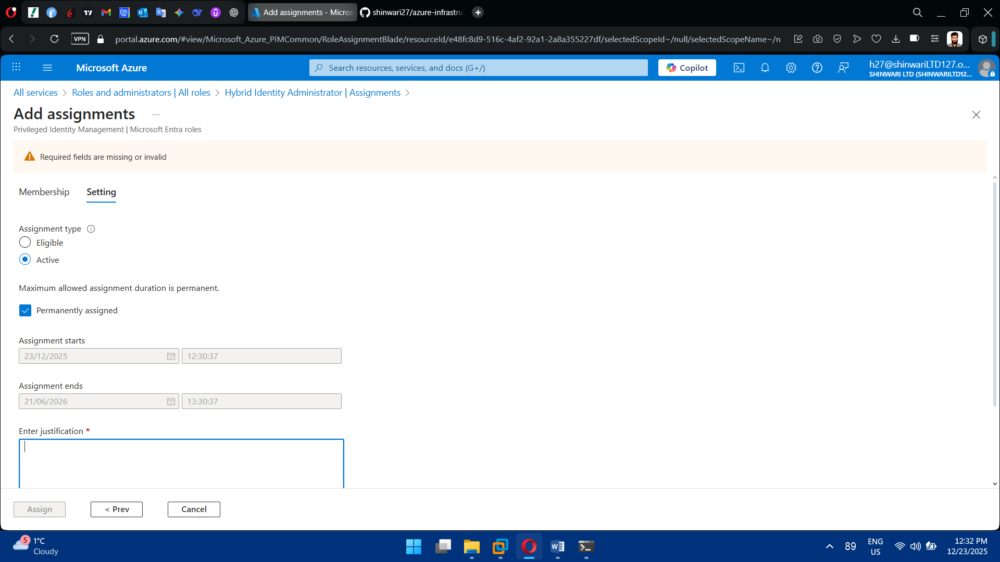 Add assignments - Micros
shinwari27/azure-infrastru
VPN
portal.azure.com/#view/Microsoft_Azure_PIMCommon/RoleAssignmentBlade/resourceId/e48fc8d9-516c-4af2-92a1-2a8a355227df/selectedScopeId~/null/selectedScopeName~/n
Microsoft Azure
Search resources, services, and docs (G+/)
Copilot
h27@shinwariLTD127.o...
SHINWARI LTD (SHINWARILTD12...
All services > Roles and administrators | All roles > Hybrid Identity Administrator | Assignments >
Add assignments ...
Privileged Identity Management | Microsoft Entra roles
Required fields are missing or invalid
Membership Setting
Assignment type
Eligible
Active
Maximum allowed assignment duration is permanent.
Permanently assigned
Assignment starts
23/12/2025 12:30:37
Assignment ends
21/06/2026 13:30:37
Enter justification *
Assign < Prev Cancel
5
1°C
Cloudy
89
ENG
US
12:32 PM
12/23/2025